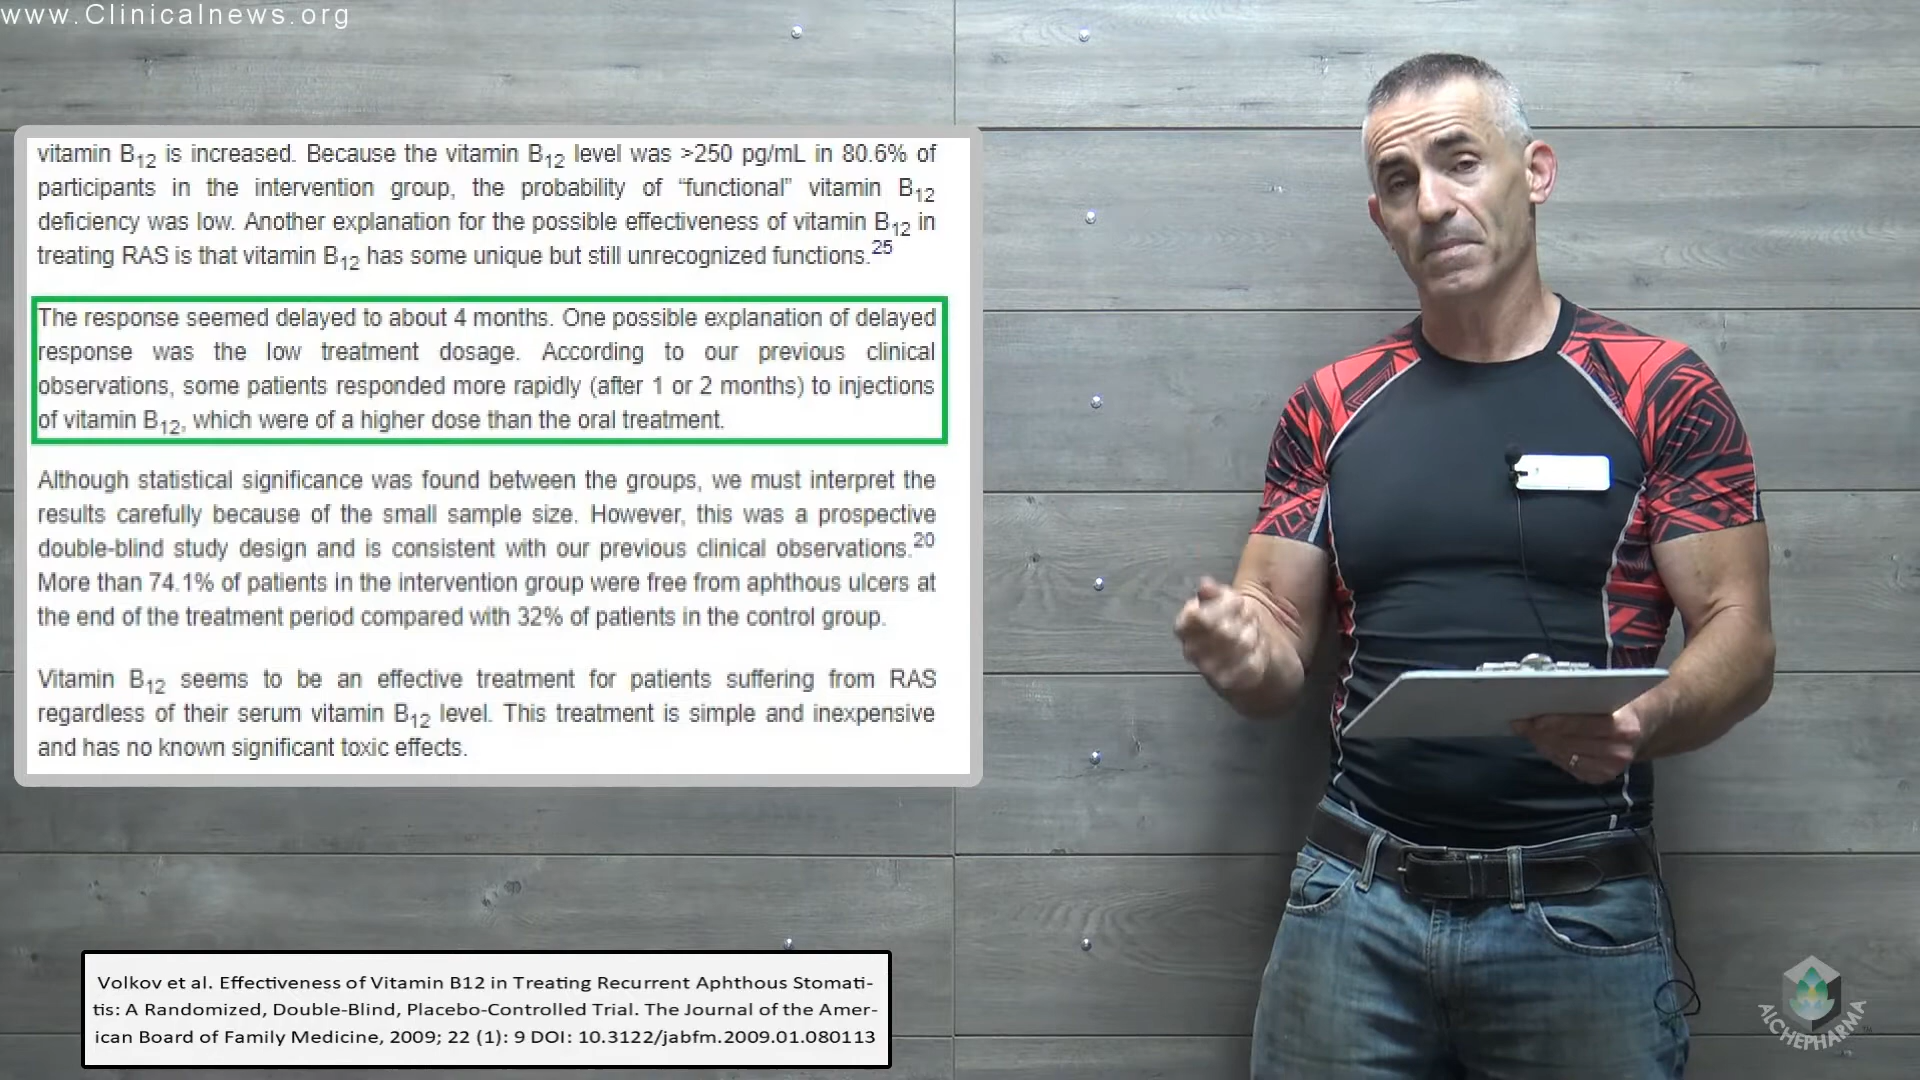 www.Clinicalnews.org
vitamin B12 is increased. Because the vitamin B12 level was >250 pg/mL in 80.6% of
participants in the intervention group, the probability of “functional” vitamin B12
deficiency was low. Another explanation for the possible effectiveness of vitamin B12 in
treating RAS is that vitamin B12 has some unique but still unrecognized functions.25
The response seemed delayed to about 4 months. One possible explanation of delayed
response was the low treatment dosage. According to our previous clinical
observations, some patients responded more rapidly (after 1 or 2 months) to injections
of vitamin B12, which were of a higher dose than the oral treatment.
Although statistical significance was found between the groups, we must interpret the
results carefully because of the small sample size. However, this was a prospective
double-blind study design and is consistent with our previous clinical observations.20
More than 74.1% of patients in the intervention group were free from aphthous ulcers at
the end of the treatment period compared with 32% of patients in the control group.
Vitamin B12 seems to be an effective treatment for patients suffering from RAS
regardless of their serum vitamin B12 level. This treatment is simple and inexpensive
and has no known significant toxic effects.
Volkov et al. Effectiveness of Vitamin B12 in Treating Recurrent Aphthous Stomati-
tis: A Randomized, Double-Blind, Placebo-Controlled Trial. The Journal of the Amer-
ican Board of Family Medicine, 2009; 22 (1): 9 DOI: 10.3122/jabfm.2009.01.080113
ALCHEPHARMA™